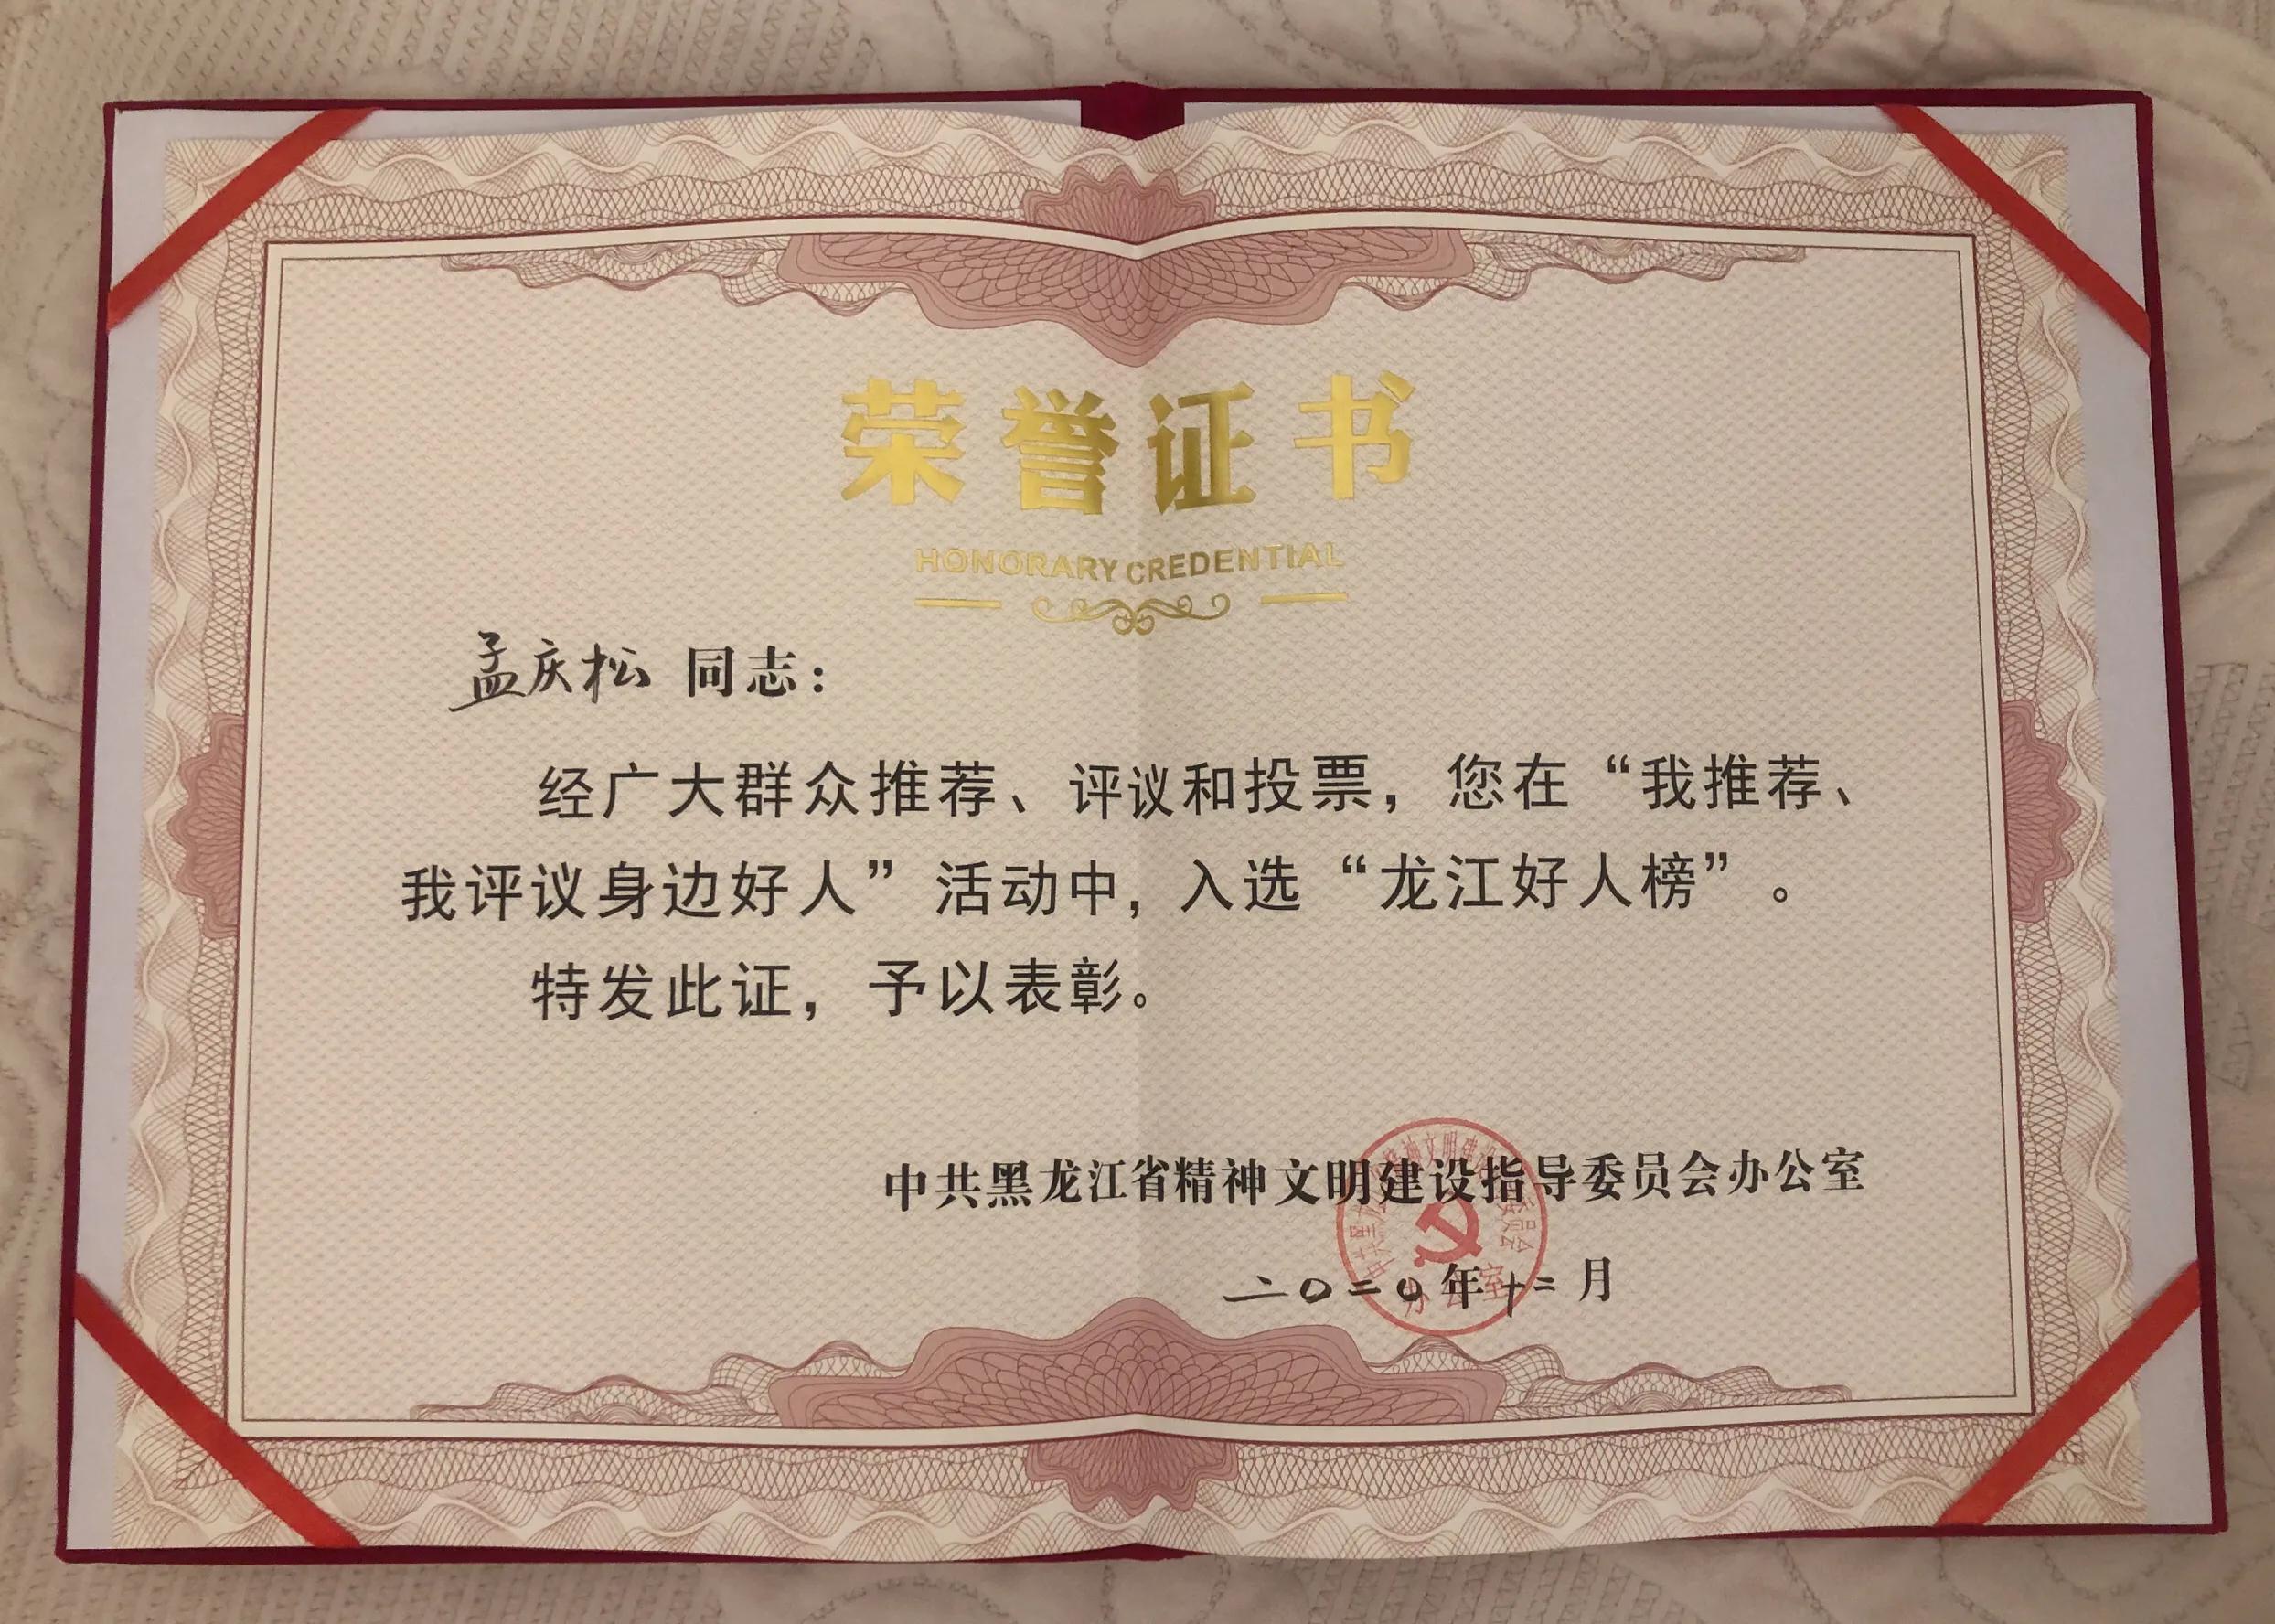 荣誉证书
HONORARY CREDENTIAL
孟庆松 同志：
经广大群众推荐、评议和投票，您在“我推荐、
我评议身边好人”活动中，入选“龙江好人榜”。
特发此证，予以表彰。
中共黑龙江省精神文明建设指导委员会办公室
二〇二〇年十二月